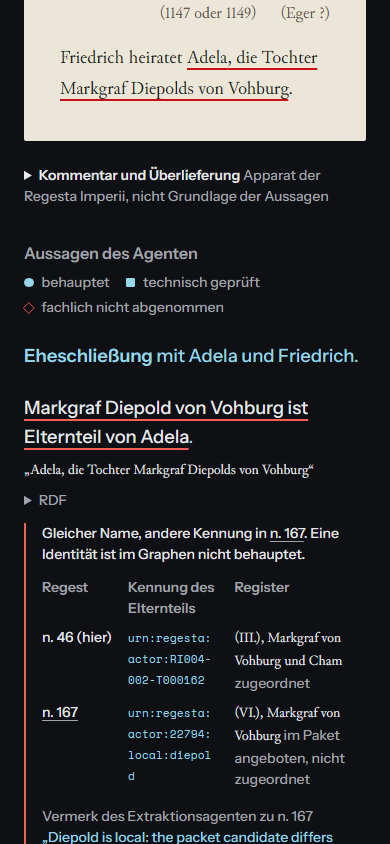 (1147 oder 1149) (Eger ?)
Friedrich heiratet Adela, die Tochter
Markgraf Diepolds von Vohburg.
▶ Kommentar und Überlieferung Apparat der
Regesta Imperii, nicht Grundlage der Aussagen
Aussagen des Agenten
behauptet technisch geprüft
fachlich nicht abgenommen
Eheschließung mit Adela und Friedrich.
Markgraf Diepold von Vohburg ist
Elternteil von Adela.
„Adela, die Tochter Markgraf Diepolds von Vohburg“
▶ RDF
Gleicher Name, andere Kennung in n. 167. Eine
Identität ist im Graphen nicht behauptet.
Regest Kennung des Register
Elternteils
n. 46 (hier) urn:regesta: (III.), Markgraf von
actor:RI004- Vohburg und Cham
002-T000162 zugeordnet
n. 167 urn:regesta: (VI.), Markgraf von
actor:22794: Vohburg im Paket
local:diepol angeboten, nicht
d zugeordnet
Vermerk des Extraktionsagenten zu n. 167
„Diepold is local: the packet candidate differs